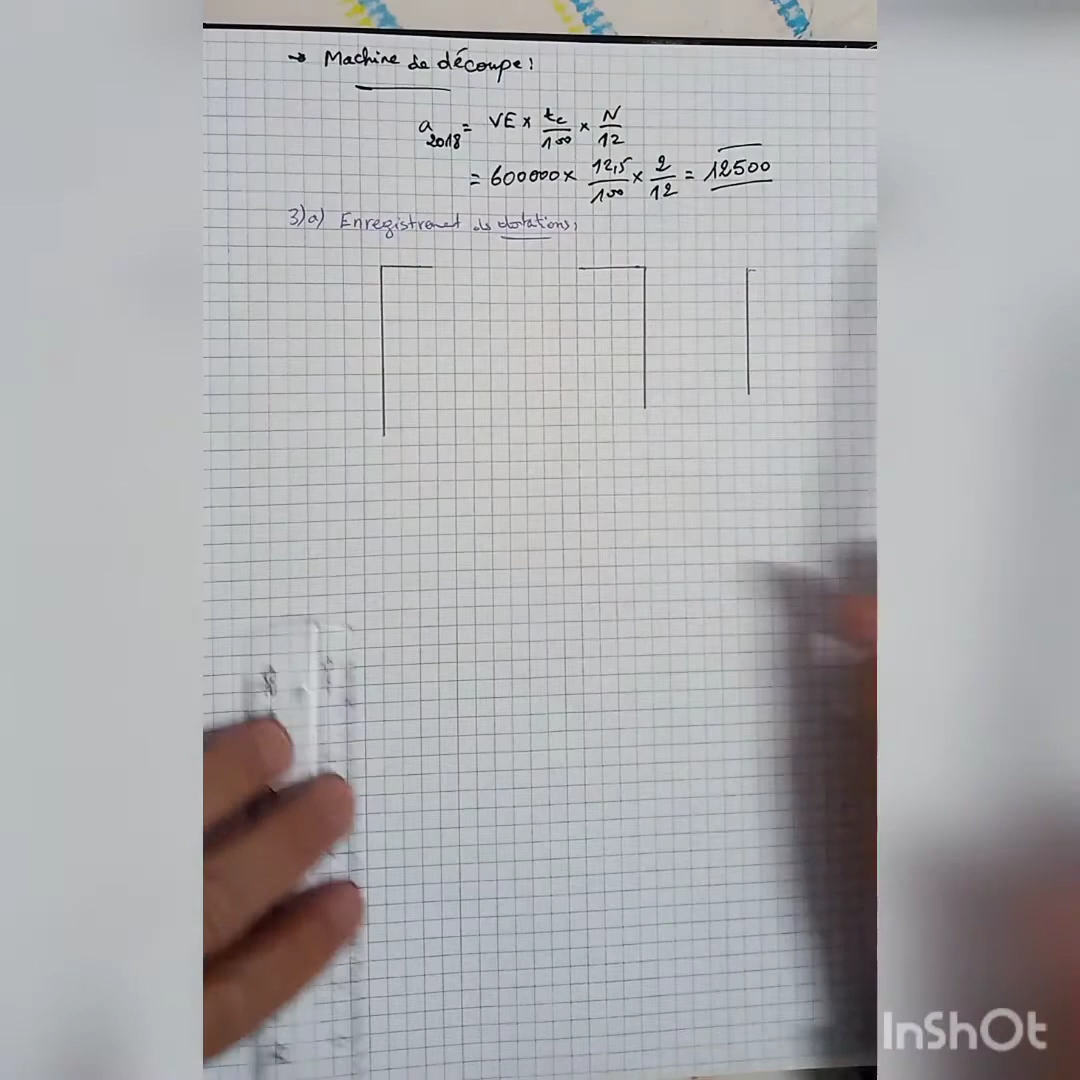 → Machine de découpe :
a2018 = VE × tc/100 × N/12
= 600000 × 12,5/100 × 2/12 = 12500
3)a) Enregistrement des dotations :
InShOt